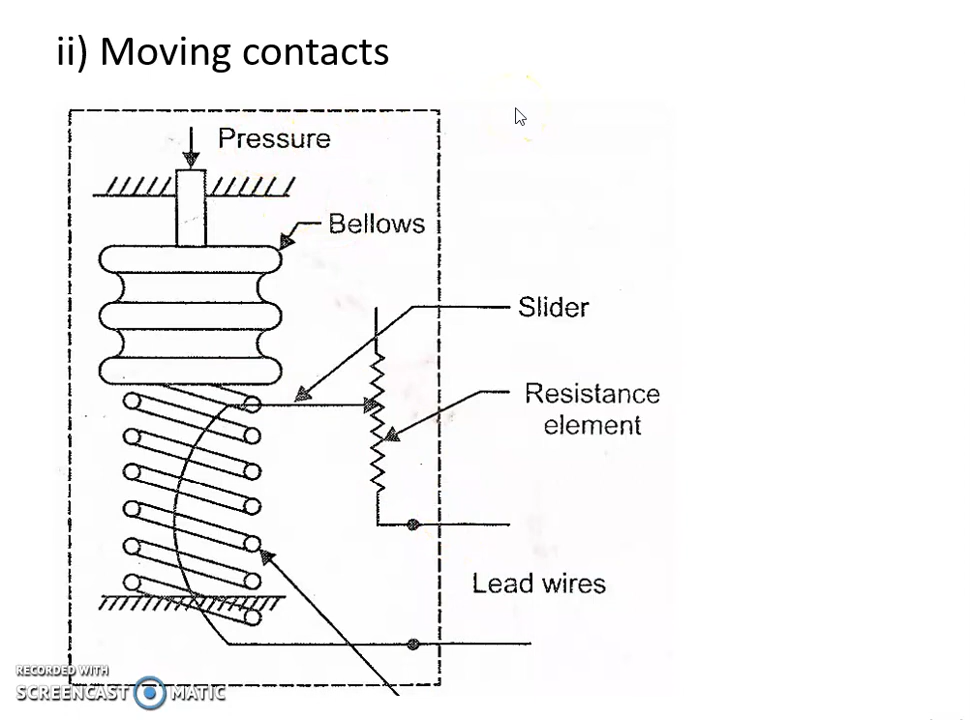 ii) Moving contacts
Pressure
Bellows
Slider
Resistance
element
Lead wires
RECORDED WITH
SCREENCAST MATIC